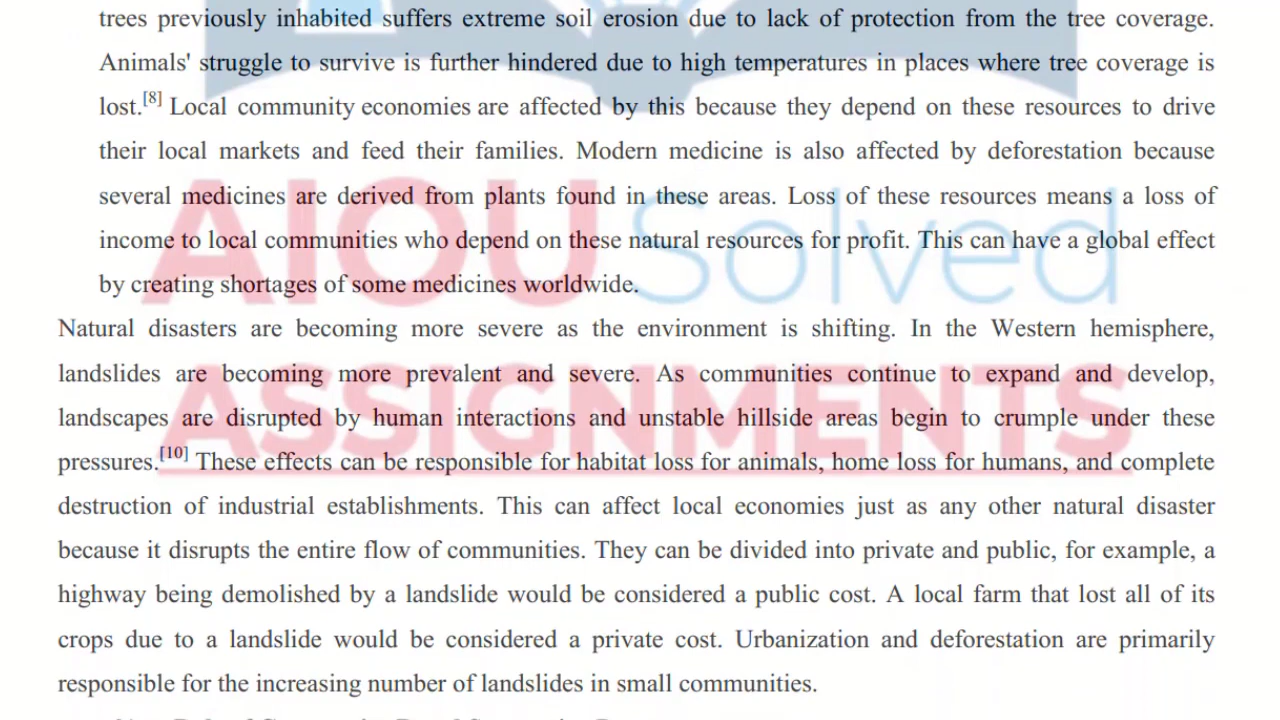 trees previously inhabited suffers extreme soil erosion due to lack of protection from the tree coverage.
Animals' struggle to survive is further hindered due to high temperatures in places where tree coverage is
lost.[8] Local community economies are affected by this because they depend on these resources to drive
their local markets and feed their families. Modern medicine is also affected by deforestation because
several medicines are derived from plants found in these areas. Loss of these resources means a loss of
income to local communities who depend on these natural resources for profit. This can have a global effect
by creating shortages of some medicines worldwide.
Natural disasters are becoming more severe as the environment is shifting. In the Western hemisphere,
landslides are becoming more prevalent and severe. As communities continue to expand and develop,
landscapes are disrupted by human interactions and unstable hillside areas begin to crumple under these
pressures.[10] These effects can be responsible for habitat loss for animals, home loss for humans, and complete
destruction of industrial establishments. This can affect local economies just as any other natural disaster
because it disrupts the entire flow of communities. They can be divided into private and public, for example, a
highway being demolished by a landslide would be considered a public cost. A local farm that lost all of its
crops due to a landslide would be considered a private cost. Urbanization and deforestation are primarily
responsible for the increasing number of landslides in small communities.
AIOU Solved
ASSIGNMENTS